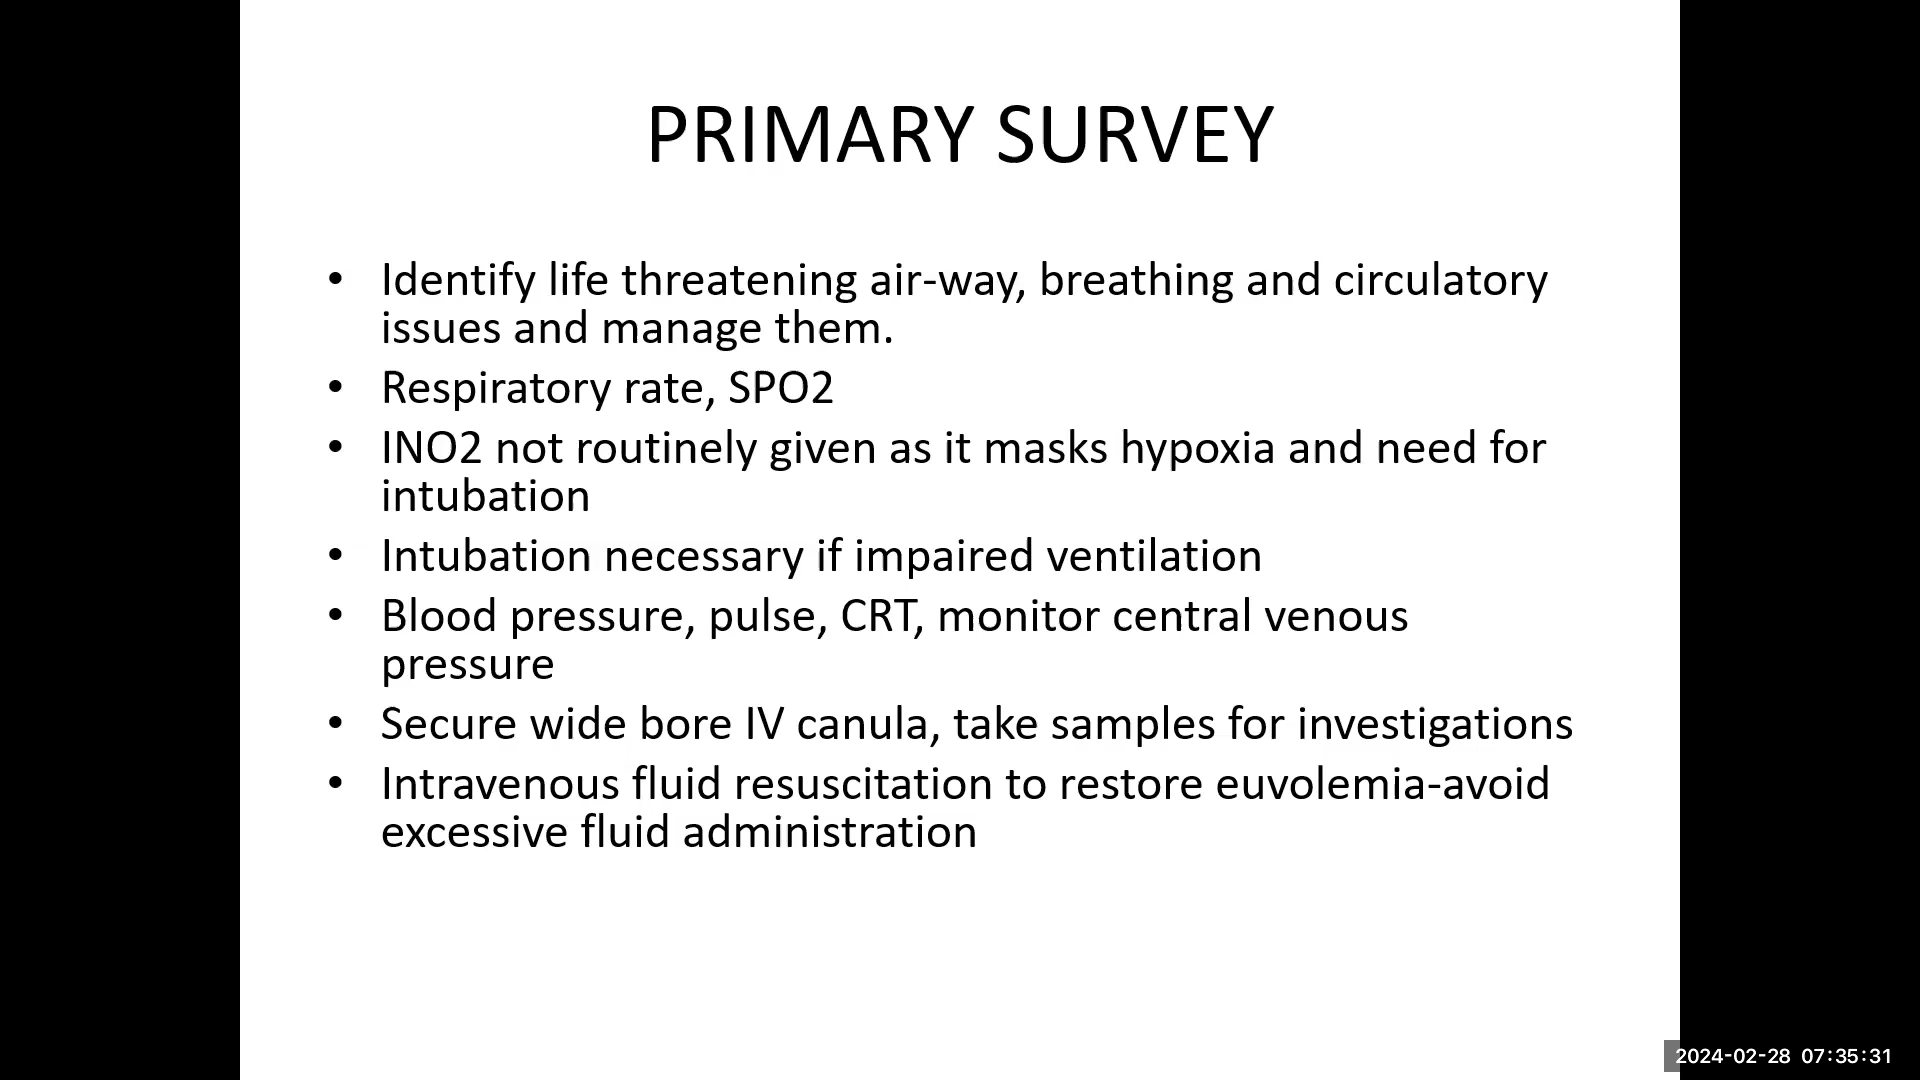 PRIMARY SURVEY
• Identify life threatening air-way, breathing and circulatory
issues and manage them.
• Respiratory rate, SPO2
• INO2 not routinely given as it masks hypoxia and need for
intubation
• Intubation necessary if impaired ventilation
• Blood pressure, pulse, CRT, monitor central venous
pressure
• Secure wide bore IV canula, take samples for investigations
• Intravenous fluid resuscitation to restore euvolemia-avoid
excessive fluid administration
2024-02-28 07:35:31